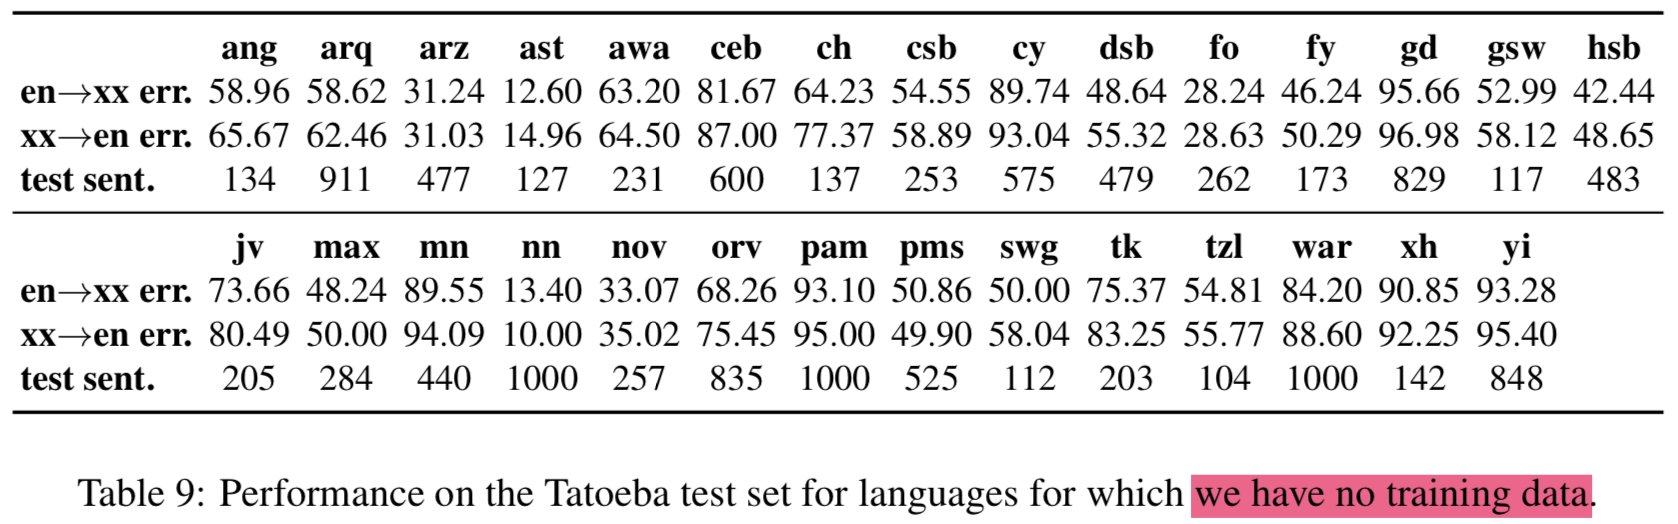 ang arq arz ast awa ceb ch csb cy dsb fo fy gd gsw hsb
en→xx err. 58.96 58.62 31.24 12.60 63.20 81.67 64.23 54.55 89.74 48.64 28.24 46.24 95.66 52.99 42.44
xx→en err. 65.67 62.46 31.03 14.96 64.50 87.00 77.37 58.89 93.04 55.32 28.63 50.29 96.98 58.12 48.65
test sent. 134 911 477 127 231 600 137 253 575 479 262 173 829 117 483
jv max mn nn nov orv pam pms swg tk tzl war xh yi
en→xx err. 73.66 48.24 89.55 13.40 33.07 68.26 93.10 50.86 50.00 75.37 54.81 84.20 90.85 93.28
xx→en err. 80.49 50.00 94.09 10.00 35.02 75.45 95.00 49.90 58.04 83.25 55.77 88.60 92.25 95.40
test sent. 205 284 440 1000 257 835 1000 525 112 203 104 1000 142 848
Table 9: Performance on the Tatoeba test set for languages for which we have no training data.